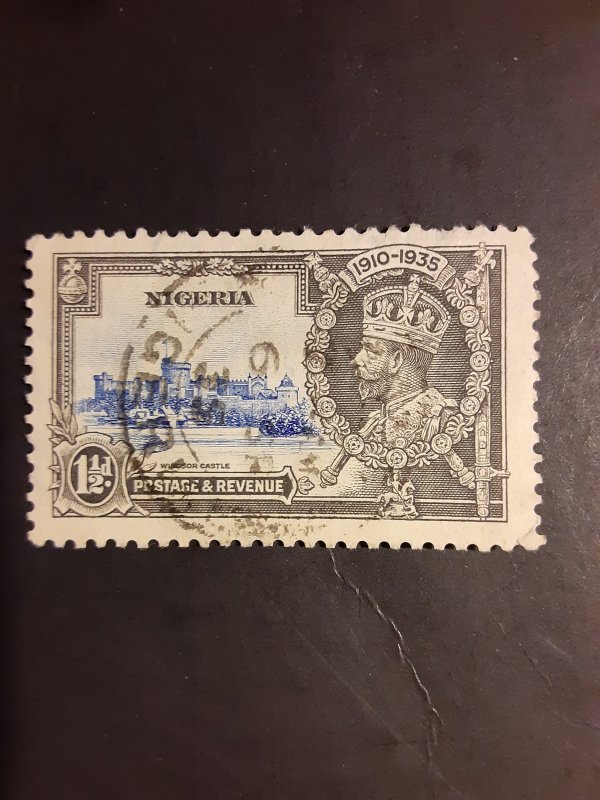 1910-1935
NIGERIA
WINDSOR CASTLE
1½d.
POSTAGE & REVENUE